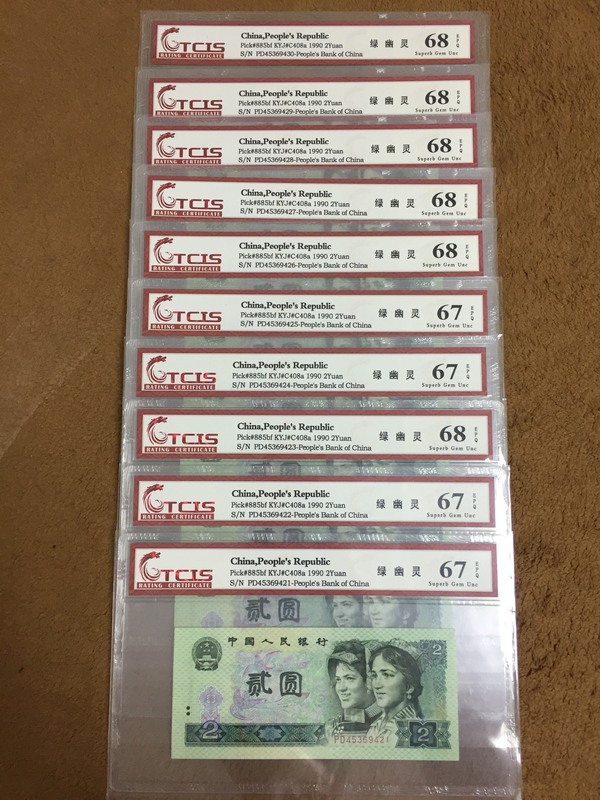 TCIS
RATING CERTIFICATE
China,People's Republic
Pick#885bf KYJ#C408a 1990 2Yuan
S/N PD45369430-People's Bank of China
绿 幽 灵
68 EPQ
Superb Gem Unc
TCIS
RATING CERTIFICATE
China,People's Republic
Pick#885bf KYJ#C408a 1990 2Yuan
S/N PD45369429-People's Bank of China
绿 幽 灵
68 EPQ
Superb Gem Unc
TCIS
RATING CERTIFICATE
China,People's Republic
Pick#885bf KYJ#C408a 1990 2Yuan
S/N PD45369428-People's Bank of China
绿 幽 灵
68 EPQ
Superb Gem Unc
TCIS
RATING CERTIFICATE
China,People's Republic
Pick#885bf KYJ#C408a 1990 2Yuan
S/N PD45369427-People's Bank of China
绿 幽 灵
68 EPQ
Superb Gem Unc
TCIS
RATING CERTIFICATE
China,People's Republic
Pick#885bf KYJ#C408a 1990 2Yuan
S/N PD45369426-People's Bank of China
绿 幽 灵
68 EPQ
Superb Gem Unc
TCIS
RATING CERTIFICATE
China,People's Republic
Pick#885bf KYJ#C408a 1990 2Yuan
S/N PD45369425-People's Bank of China
绿 幽 灵
67 EPQ
Superb Gem Unc
TCIS
RATING CERTIFICATE
China,People's Republic
Pick#885bf KYJ#C408a 1990 2Yuan
S/N PD45369424-People's Bank of China
绿 幽 灵
67 EPQ
Superb Gem Unc
TCIS
RATING CERTIFICATE
China,People's Republic
Pick#885bf KYJ#C408a 1990 2Yuan
S/N PD45369423-People's Bank of China
绿 幽 灵
68 EPQ
Superb Gem Unc
TCIS
RATING CERTIFICATE
China,People's Republic
Pick#885bf KYJ#C408a 1990 2Yuan
S/N PD45369422-People's Bank of China
绿 幽 灵
67 EPQ
Superb Gem Unc
TCIS
RATING CERTIFICATE
China,People's Republic
Pick#885bf KYJ#C408a 1990 2Yuan
S/N PD45369421-People's Bank of China
绿 幽 灵
67 EPQ
Superb Gem Unc
贰圆
中国人民银行
2
贰圆
2
2
PD45369421